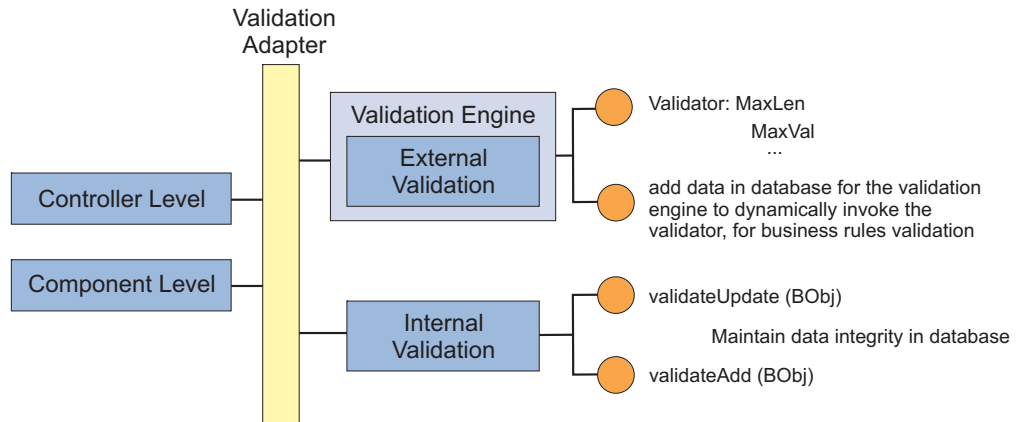 Validation
Adapter
Validation Engine
External
Validation
Validator: MaxLen
MaxVal
...
add data in database for the validation
engine to dynamically invoke the
validator, for business rules validation
Controller Level
Component Level
Internal
Validation
validateUpdate (BObj)
Maintain data integrity in database
validateAdd (BObj)